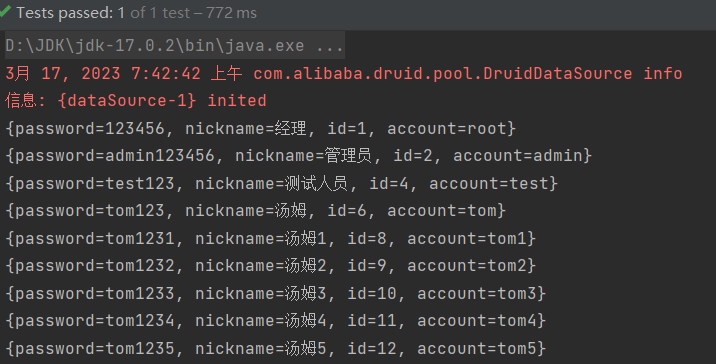 Tests passed: 1 of 1 test – 772 ms
D:\JDK\jdk-17.0.2\bin\java.exe ...
3月 17, 2023 7:42:42 上午 com.alibaba.druid.pool.DruidDataSource info
信息: {dataSource-1} inited
{password=123456, nickname=经理, id=1, account=root}
{password=admin123456, nickname=管理员, id=2, account=admin}
{password=test123, nickname=测试人员, id=4, account=test}
{password=tom123, nickname=汤姆, id=6, account=tom}
{password=tom1231, nickname=汤姆1, id=8, account=tom1}
{password=tom1232, nickname=汤姆2, id=9, account=tom2}
{password=tom1233, nickname=汤姆3, id=10, account=tom3}
{password=tom1234, nickname=汤姆4, id=11, account=tom4}
{password=tom1235, nickname=汤姆5, id=12, account=tom5}